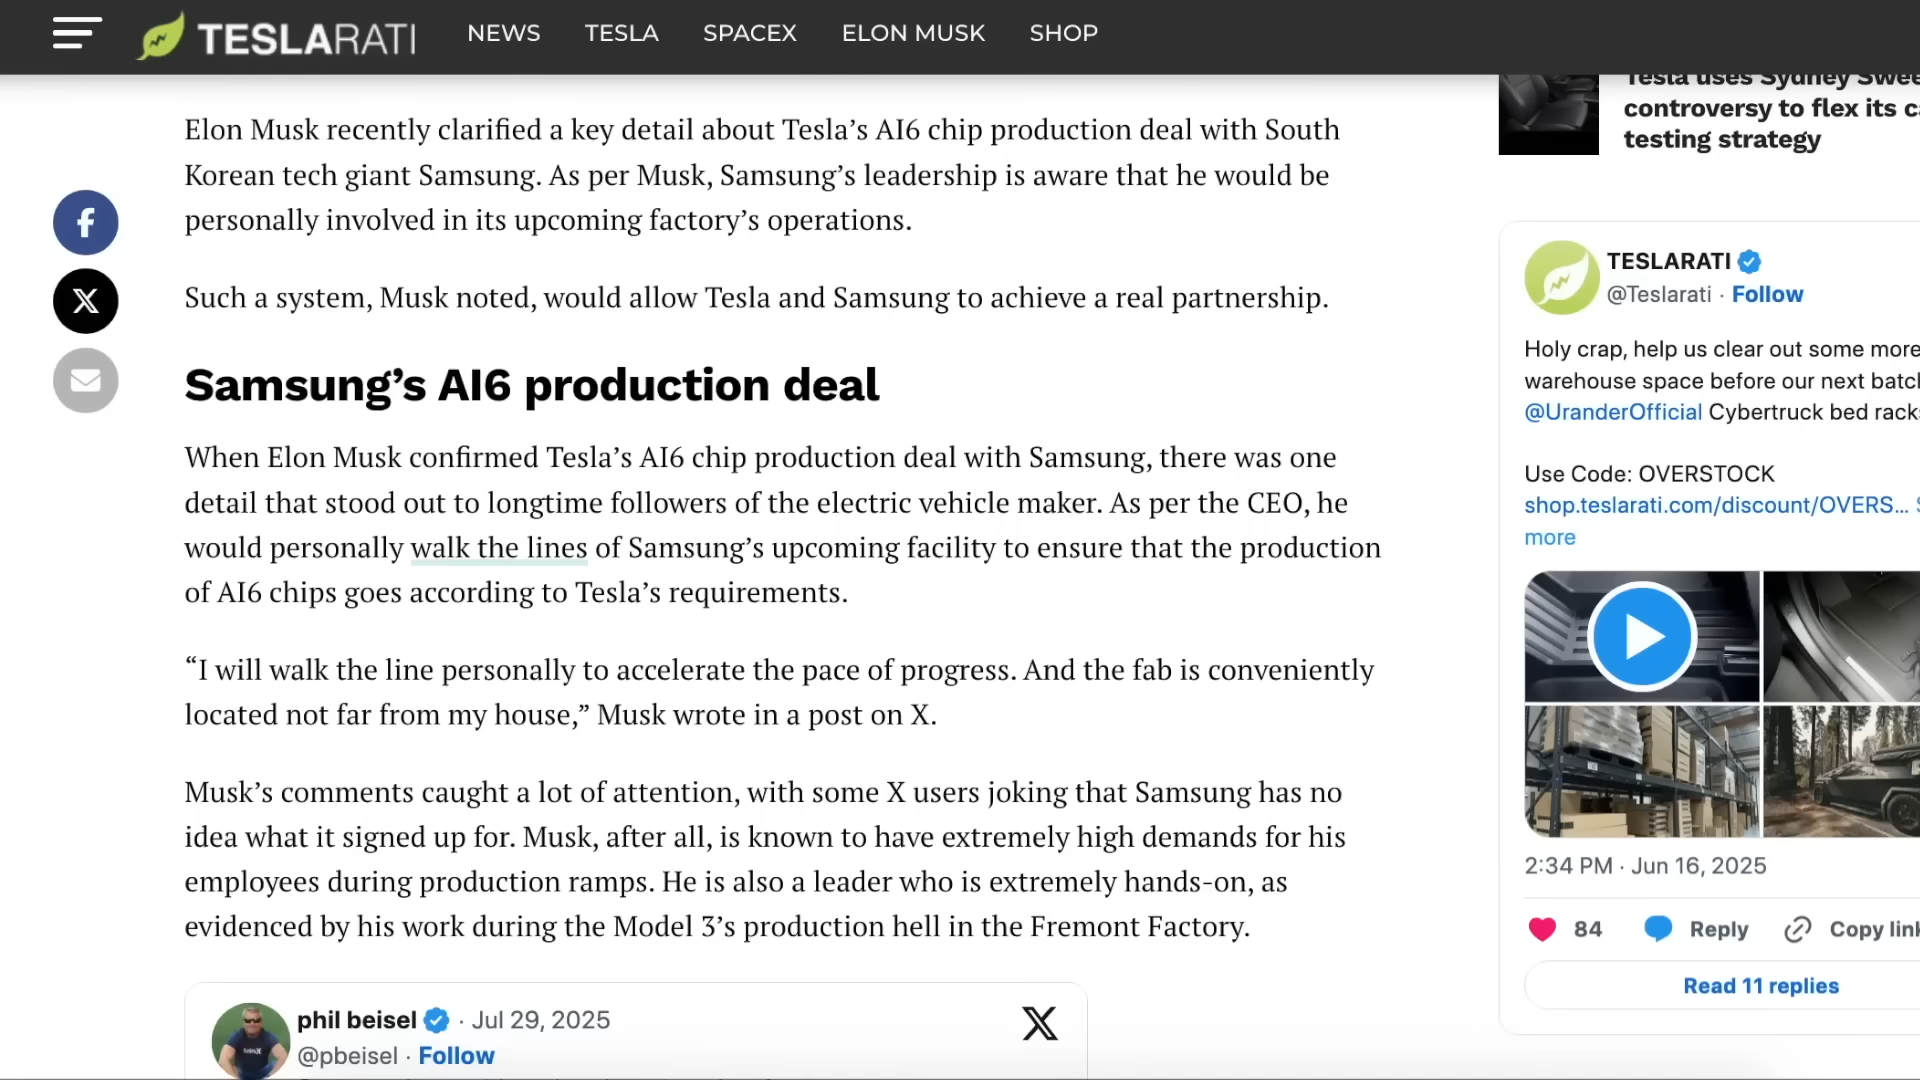 TESLARATI
NEWS
TESLA
SPACEX
ELON MUSK
SHOP
Elon Musk recently clarified a key detail about Tesla’s AI6 chip production deal with South
Korean tech giant Samsung. As per Musk, Samsung’s leadership is aware that he would be
personally involved in its upcoming factory’s operations.
Such a system, Musk noted, would allow Tesla and Samsung to achieve a real partnership.
Samsung’s AI6 production deal
When Elon Musk confirmed Tesla’s AI6 chip production deal with Samsung, there was one
detail that stood out to longtime followers of the electric vehicle maker. As per the CEO, he
would personally walk the lines of Samsung’s upcoming facility to ensure that the production
of AI6 chips goes according to Tesla’s requirements.
“I will walk the line personally to accelerate the pace of progress. And the fab is conveniently
located not far from my house,” Musk wrote in a post on X.
Musk’s comments caught a lot of attention, with some X users joking that Samsung has no
idea what it signed up for. Musk, after all, is known to have extremely high demands for his
employees during production ramps. He is also a leader who is extremely hands-on, as
evidenced by his work during the Model 3’s production hell in the Fremont Factory.
phil beisel · Jul 29, 2025
@pbeisel · Follow
Tesla uses Sydney
controversy to flex its
testing strategy
TESLARATI
@Teslarati · Follow
Holy crap, help us clear out some more
warehouse space before our next
@UranderOfficial Cybertruck bed
Use Code: OVERSTOCK
shop.teslarati.com/discount/OVERS…
more
2:34 PM · Jun 16, 2025
84
Reply
Copy
Read 11 replies